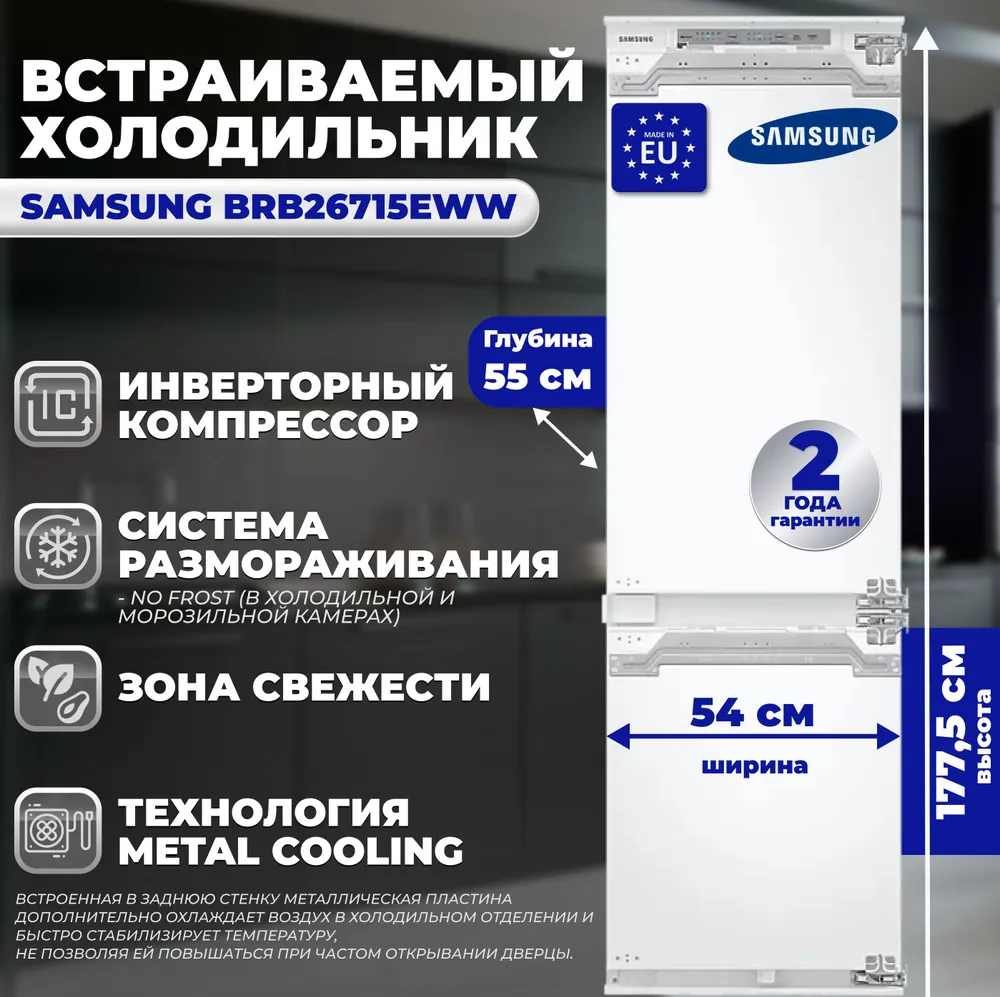 ВСТРАИВАЕМЫЙ
ХОЛОДИЛЬНИК
SAMSUNG BRB26715EWW
ИНВЕРТОРНЫЙ
КОМПРЕССОР
IC
СИСТЕМА
РАЗМОРАЖИВАНИЯ
- NO FROST (В ХОЛОДИЛЬНОЙ И
МОРОЗИЛЬНОЙ КАМЕРАХ)
ЗОНА СВЕЖЕСТИ
ТЕХНОЛОГИЯ
METAL COOLING
ВСТРОЕННАЯ В ЗАДНЮЮ СТЕНКУ МЕТАЛЛИЧЕСКАЯ ПЛАСТИНА
ДОПОЛНИТЕЛЬНО ОХЛАЖДАЕТ ВОЗДУХ В ХОЛОДИЛЬНОМ ОТДЕЛЕНИИ И
БЫСТРО СТАБИЛИЗИРУЕТ ТЕМПЕРАТУРУ,
НЕ ПОЗВОЛЯЯ ЕЙ ПОВЫШАТЬСЯ ПРИ ЧАСТОМ ОТКРЫВАНИИ ДВЕРЦЫ.
SAMSUNG
MADE IN
EU
SAMSUNG
Глубина
55 см
2
ГОДА
гарантии
54 см
ширина
177,5 см
высота